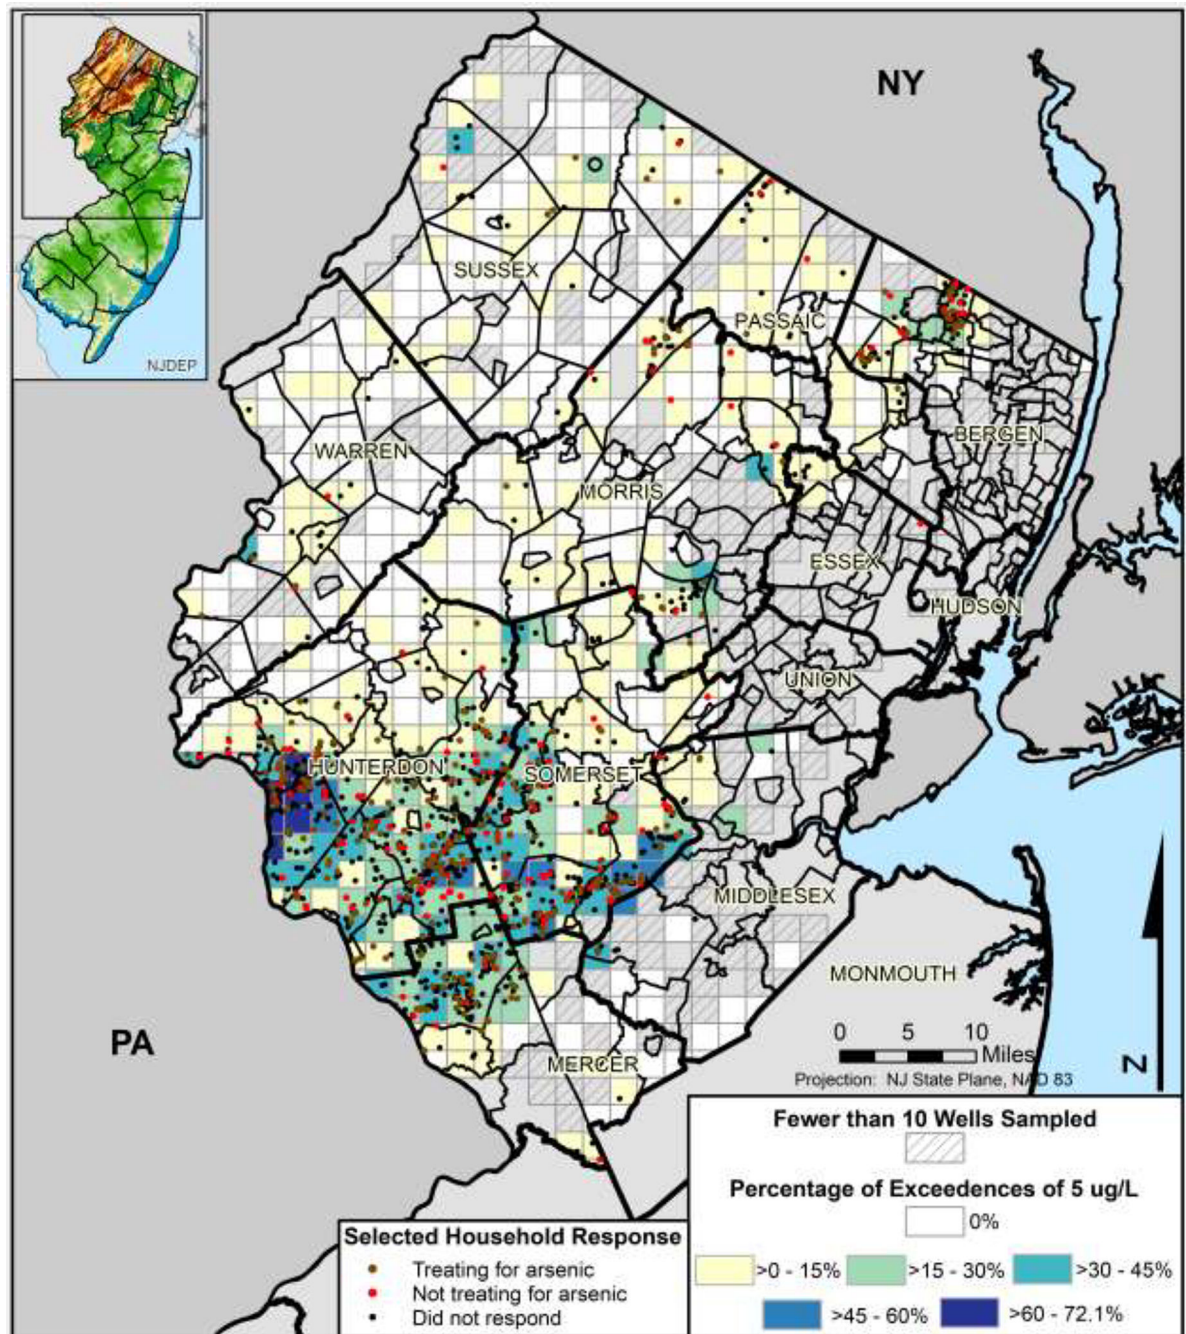 NY
NJDEP
SUSSEX
PASSAIC
BERGEN
WARREN
MORRIS
ESSEX
HUDSON
UNION
HUNTERDON
SOMERSET
MIDDLESEX
MONMOUTH
PA
MERCER
0 5 10
Miles
Projection: NJ State Plane, NAD 83
N
Fewer than 10 Wells Sampled
Percentage of Exceedences of 5 ug/L
0%
>0 - 15% >15 - 30% >30 - 45%
>45 - 60% >60 - 72.1%
Selected Household Response
Treating for arsenic
Not treating for arsenic
Did not respond